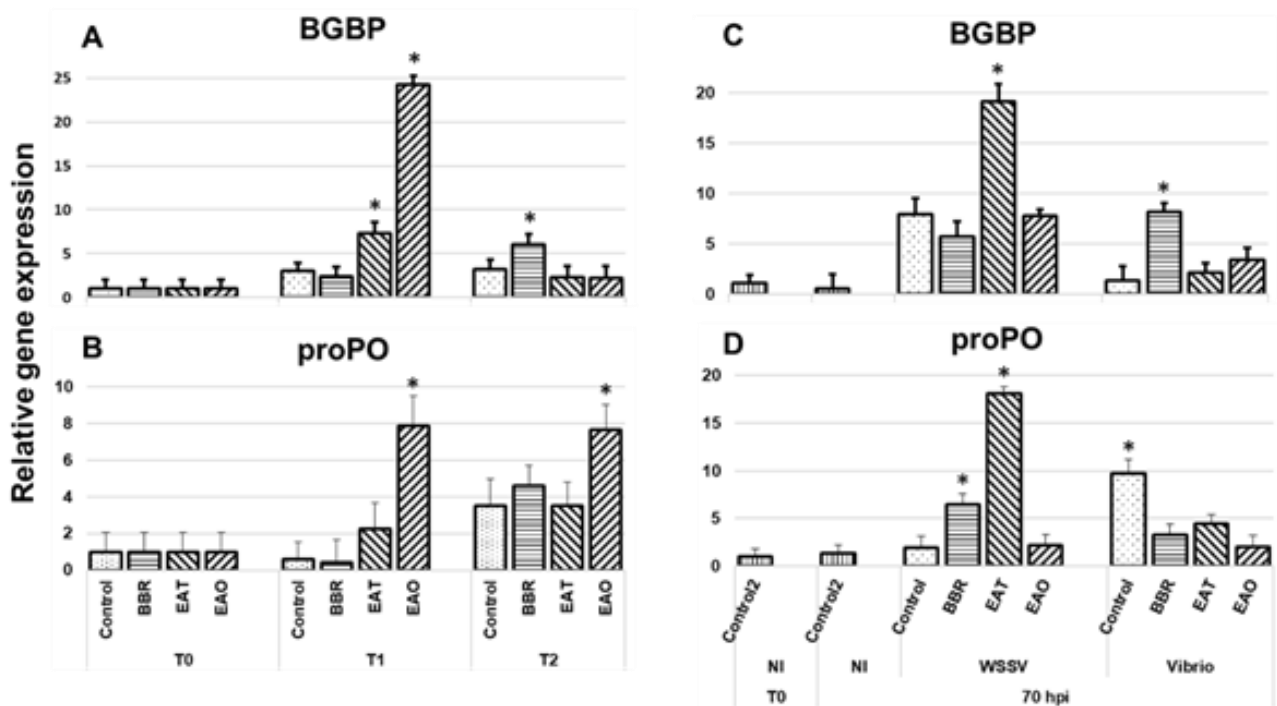 Relative gene expression
A
BGBP
25
20
15
10
5
0
*
*
*
B
proPO
10
8
6
4
2
0
*
*
Control BBR EAT EAO Control BBR EAT EAO Control BBR EAT EAO
T0 T1 T2
C
BGBP
20
15
10
5
0
*
*
D
proPO
20
15
10
5
0
*
*
*
Control2 Control2 Control BBR EAT EAO Control BBR EAT EAO
NI NI WSSV Vibrio
T0 70 hpi